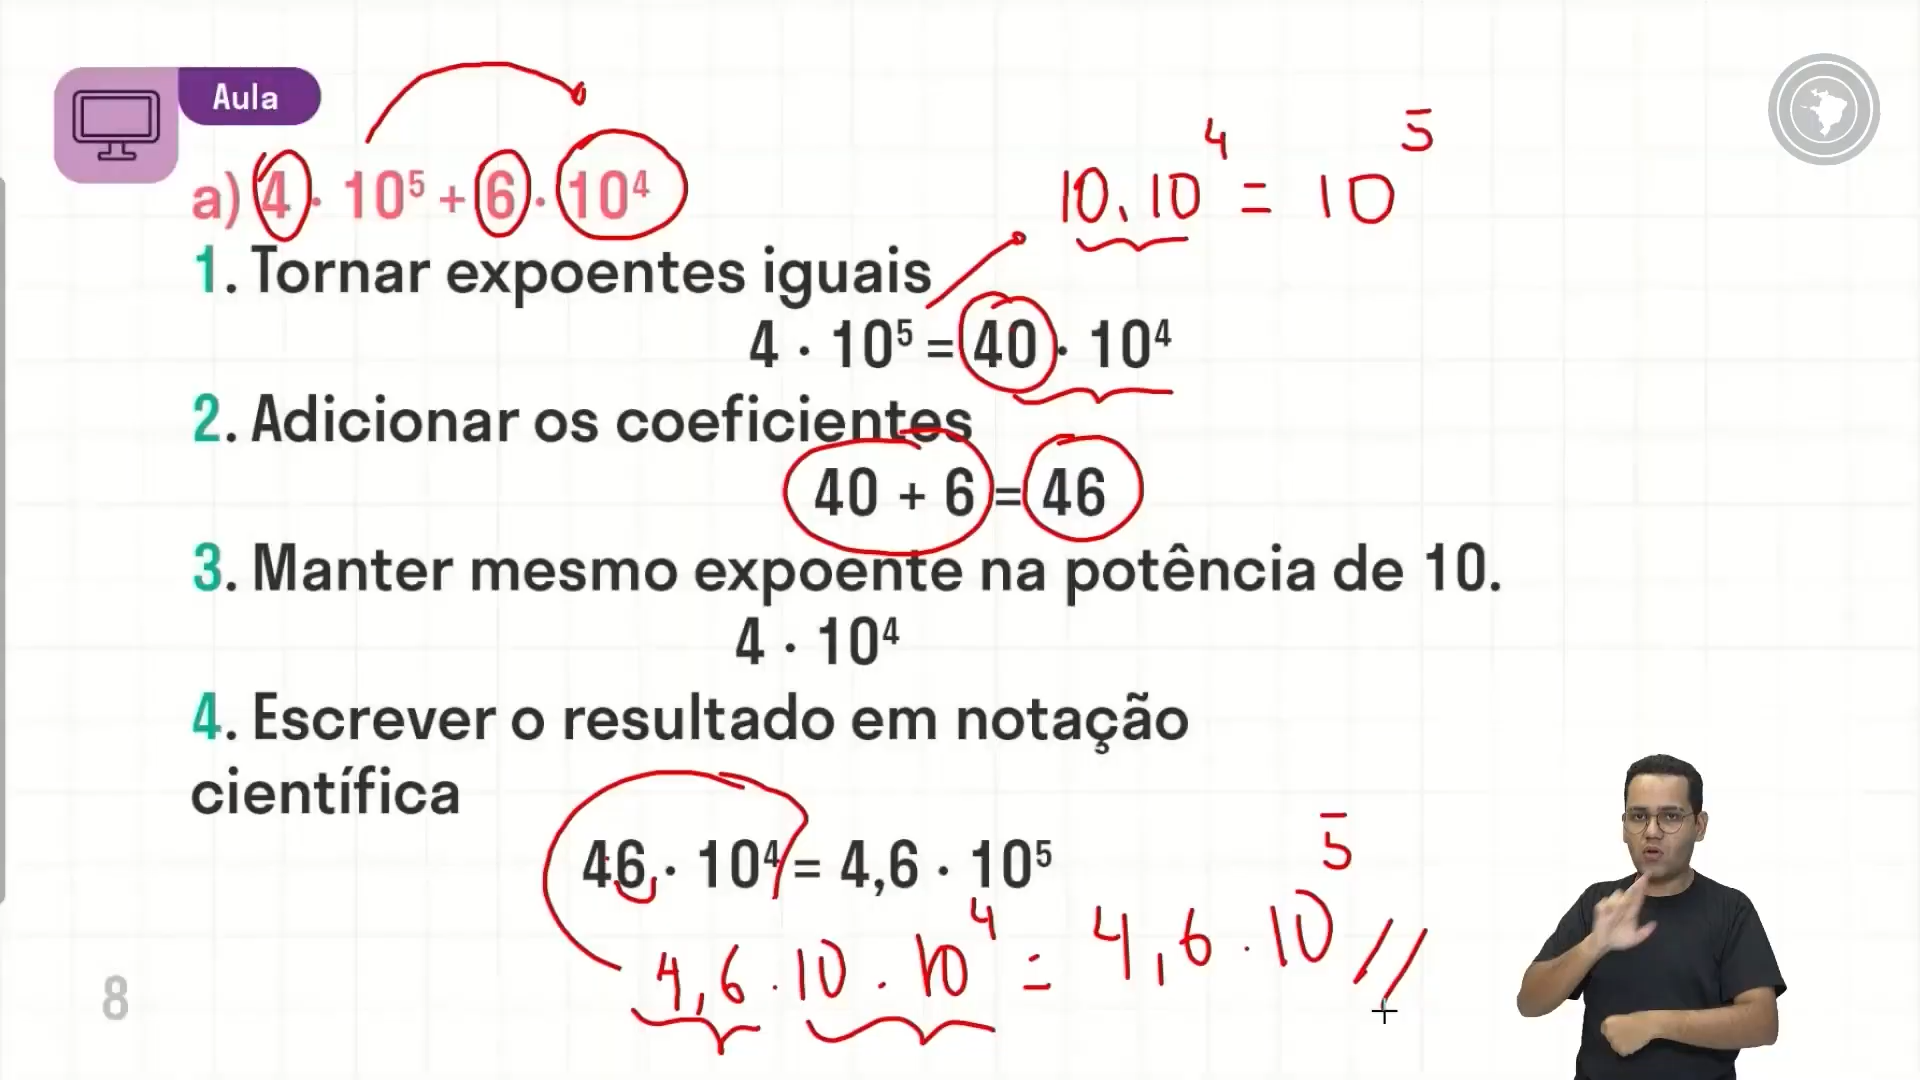 Aula
a) 4 · 10⁵ + 6 · 10⁴
10 . 10⁴ = 10⁵
1. Tornar expoentes iguais
4 · 10⁵ = 40 · 10⁴
2. Adicionar os coeficientes
40 + 6 = 46
3. Manter mesmo expoente na potência de 10.
4 · 10⁴
4. Escrever o resultado em notação
científica
46 · 10⁴ = 4,6 · 10⁵
4,6 . 10 . 10⁴ = 4,6 . 10⁵ //
8